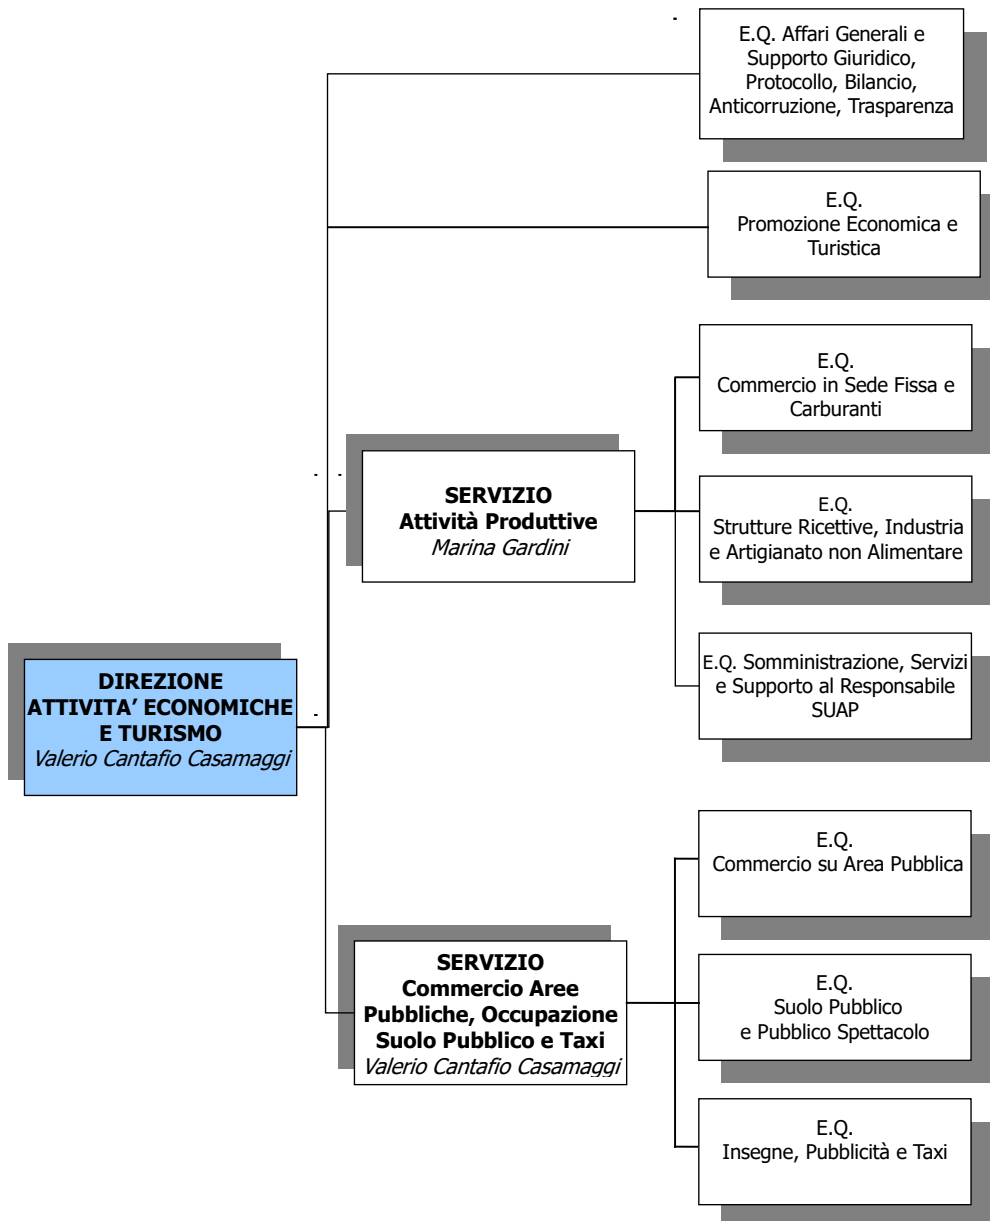 E.Q. Affari Generali e
Supporto Giuridico,
Protocollo, Bilancio,
Anticorruzione, Trasparenza
E.Q.
Promozione Economica e
Turistica
E.Q.
Commercio in Sede Fissa e
Carburanti
SERVIZIO
Attività Produttive
Marina Gardini
E.Q.
Strutture Ricettive, Industria
e Artigianato non Alimentare
E.Q. Somministrazione, Servizi
e Supporto al Responsabile
SUAP
DIREZIONE
ATTIVITA’ ECONOMICHE
E TURISMO
Valerio Cantafio Casamaggi
E.Q.
Commercio su Area Pubblica
SERVIZIO
Commercio Aree
Pubbliche, Occupazione
Suolo Pubblico e Taxi
Valerio Cantafio Casamaggi
E.Q.
Suolo Pubblico
e Pubblico Spettacolo
E.Q.
Insegne, Pubblicità e Taxi